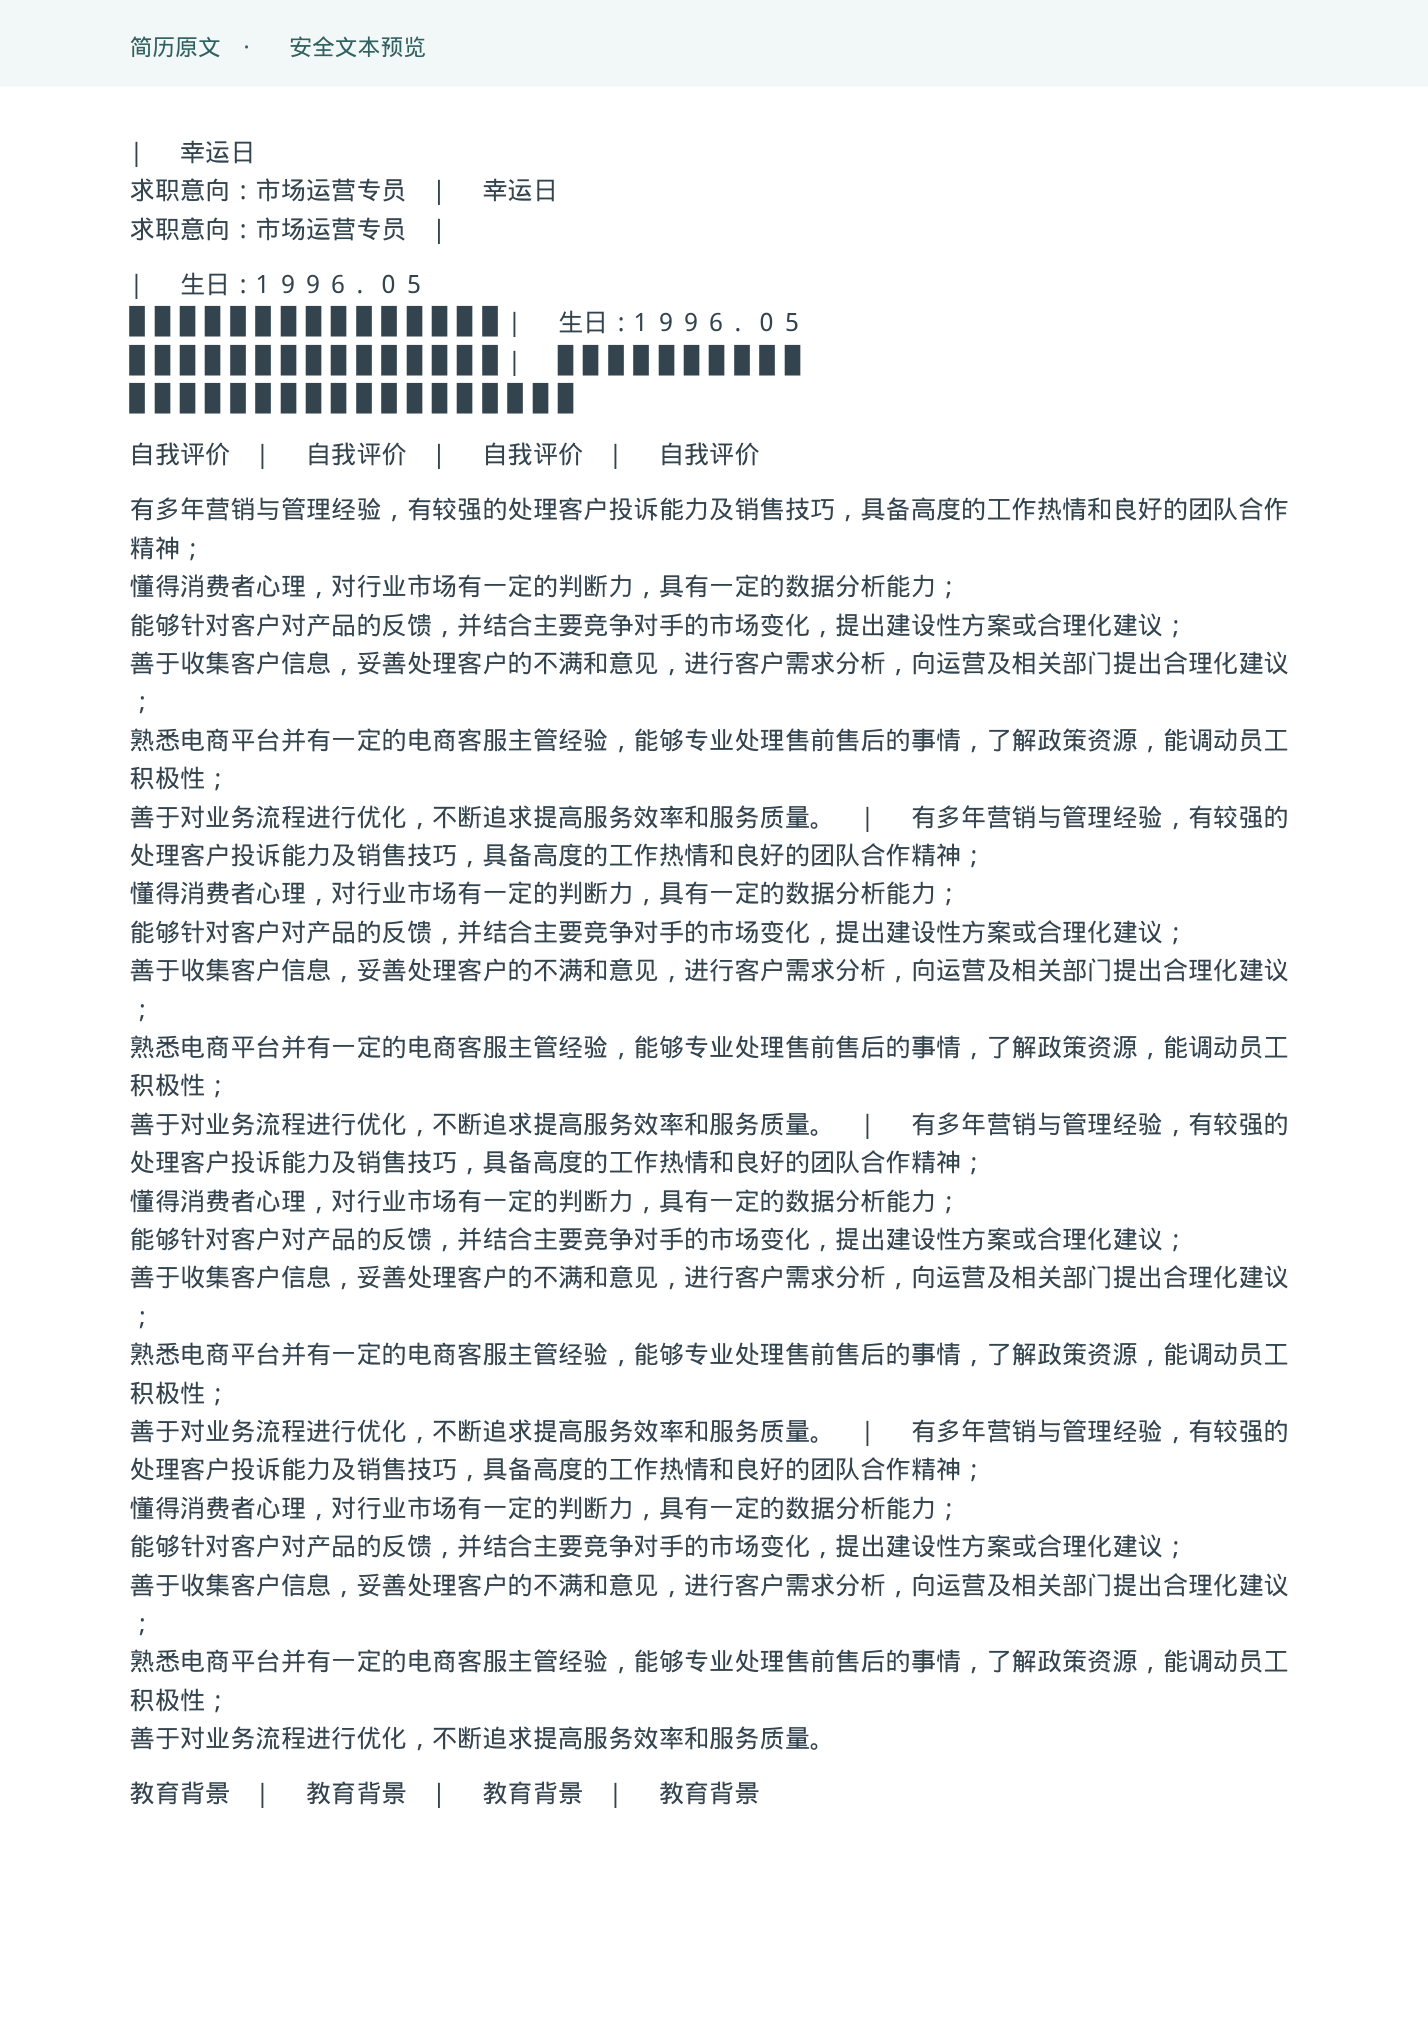 简历原文 · 安全文本预览
| 幸运日
求职意向：市场运营专员 | 幸运日
求职意向：市场运营专员 |
| 生日：1996.05
| 生日：1996.05
|
自我评价 | 自我评价 | 自我评价 | 自我评价
有多年营销与管理经验，有较强的处理客户投诉能力及销售技巧，具备高度的工作热情和良好的团队合作
精神；
懂得消费者心理，对行业市场有一定的判断力，具有一定的数据分析能力；
能够针对客户对产品的反馈，并结合主要竞争对手的市场变化，提出建设性方案或合理化建议；
善于收集客户信息，妥善处理客户的不满和意见，进行客户需求分析，向运营及相关部门提出合理化建议
；
熟悉电商平台并有一定的电商客服主管经验，能够专业处理售前售后的事情，了解政策资源，能调动员工
积极性；
善于对业务流程进行优化，不断追求提高服务效率和服务质量。 | 有多年营销与管理经验，有较强的
处理客户投诉能力及销售技巧，具备高度的工作热情和良好的团队合作精神；
懂得消费者心理，对行业市场有一定的判断力，具有一定的数据分析能力；
能够针对客户对产品的反馈，并结合主要竞争对手的市场变化，提出建设性方案或合理化建议；
善于收集客户信息，妥善处理客户的不满和意见，进行客户需求分析，向运营及相关部门提出合理化建议
；
熟悉电商平台并有一定的电商客服主管经验，能够专业处理售前售后的事情，了解政策资源，能调动员工
积极性；
善于对业务流程进行优化，不断追求提高服务效率和服务质量。 | 有多年营销与管理经验，有较强的
处理客户投诉能力及销售技巧，具备高度的工作热情和良好的团队合作精神；
懂得消费者心理，对行业市场有一定的判断力，具有一定的数据分析能力；
能够针对客户对产品的反馈，并结合主要竞争对手的市场变化，提出建设性方案或合理化建议；
善于收集客户信息，妥善处理客户的不满和意见，进行客户需求分析，向运营及相关部门提出合理化建议
；
熟悉电商平台并有一定的电商客服主管经验，能够专业处理售前售后的事情，了解政策资源，能调动员工
积极性；
善于对业务流程进行优化，不断追求提高服务效率和服务质量。 | 有多年营销与管理经验，有较强的
处理客户投诉能力及销售技巧，具备高度的工作热情和良好的团队合作精神；
懂得消费者心理，对行业市场有一定的判断力，具有一定的数据分析能力；
能够针对客户对产品的反馈，并结合主要竞争对手的市场变化，提出建设性方案或合理化建议；
善于收集客户信息，妥善处理客户的不满和意见，进行客户需求分析，向运营及相关部门提出合理化建议
；
熟悉电商平台并有一定的电商客服主管经验，能够专业处理售前售后的事情，了解政策资源，能调动员工
积极性；
善于对业务流程进行优化，不断追求提高服务效率和服务质量。
教育背景 | 教育背景 | 教育背景 | 教育背景